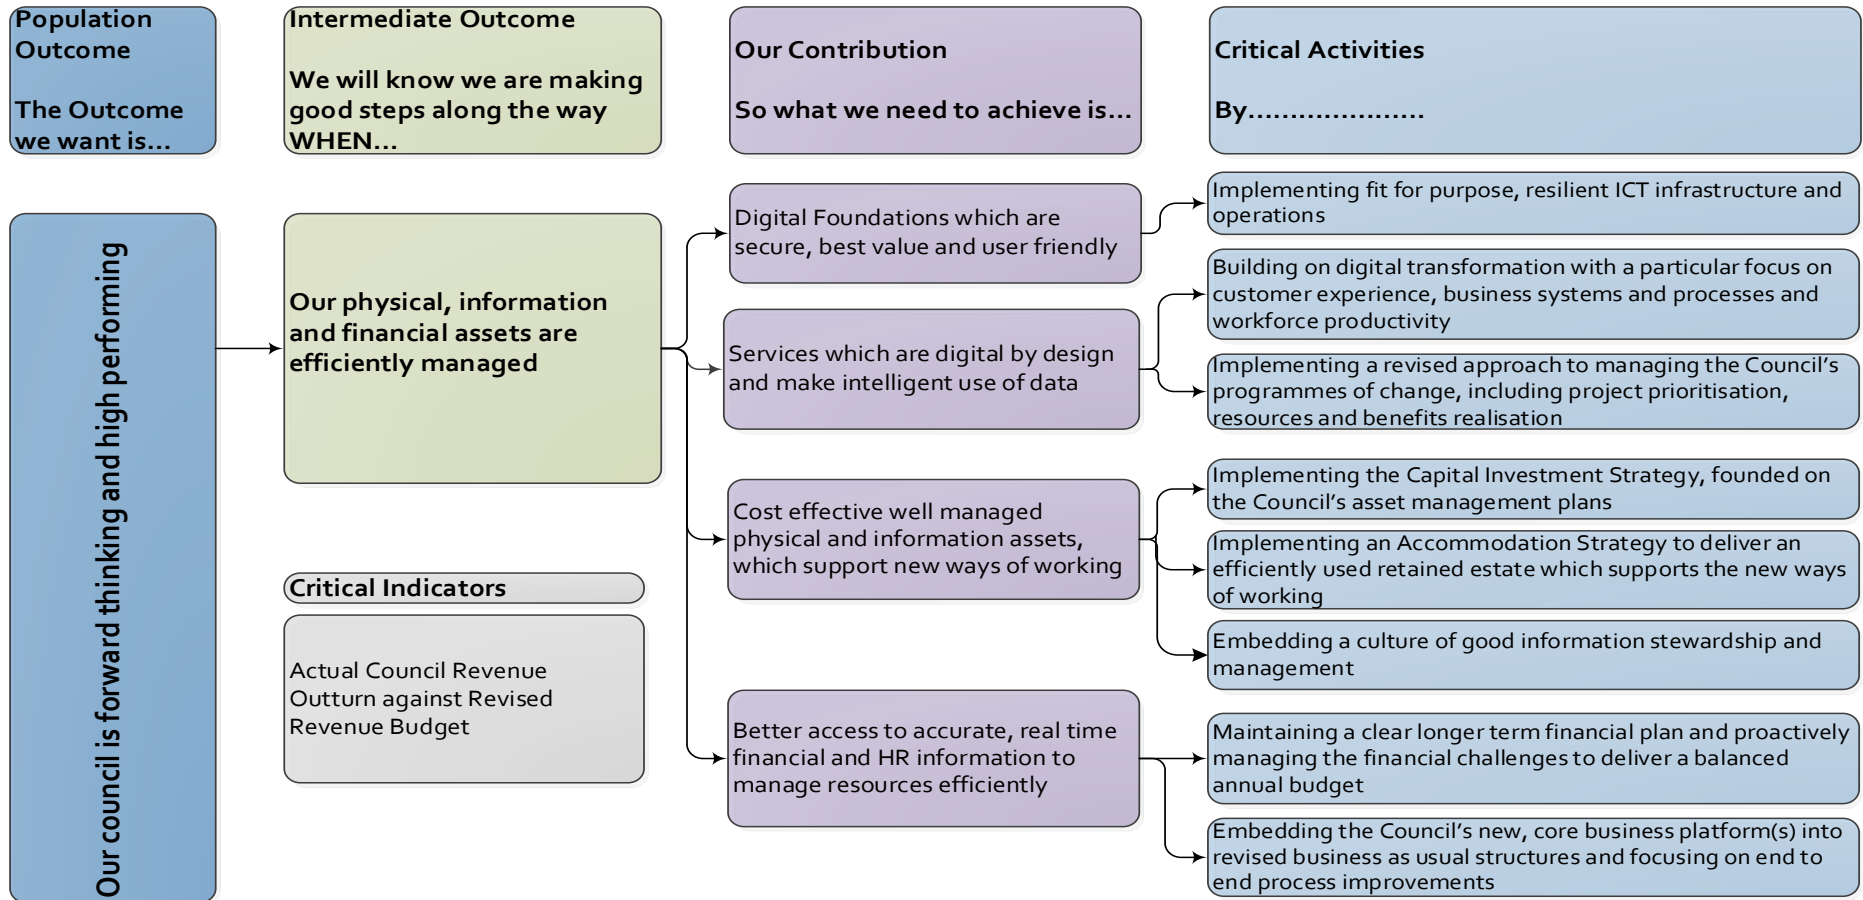 Population
Outcome
The Outcome
we want is...
Intermediate Outcome
We will know we are making
good steps along the way
WHEN...
Our Contribution
So what we need to achieve is...
Critical Activities
By.....................
Our council is forward thinking and high performing
Our physical, information
and financial assets are
efficiently managed
Critical Indicators
Actual Council Revenue
Outturn against Revised
Revenue Budget
Digital Foundations which are
secure, best value and user friendly
Services which are digital by design
and make intelligent use of data
Cost effective well managed
physical and information assets,
which support new ways of working
Better access to accurate, real time
financial and HR information to
manage resources efficiently
Implementing fit for purpose, resilient ICT infrastructure and
operations
Building on digital transformation with a particular focus on
customer experience, business systems and processes and
workforce productivity
Implementing a revised approach to managing the Council’s
programmes of change, including project prioritisation,
resources and benefits realisation
Implementing the Capital Investment Strategy, founded on
the Council’s asset management plans
Implementing an Accommodation Strategy to deliver an
efficiently used retained estate which supports the new ways
of working
Embedding a culture of good information stewardship and
management
Maintaining a clear longer term financial plan and proactively
managing the financial challenges to deliver a balanced
annual budget
Embedding the Council’s new, core business platform(s) into
revised business as usual structures and focusing on end to
end process improvements